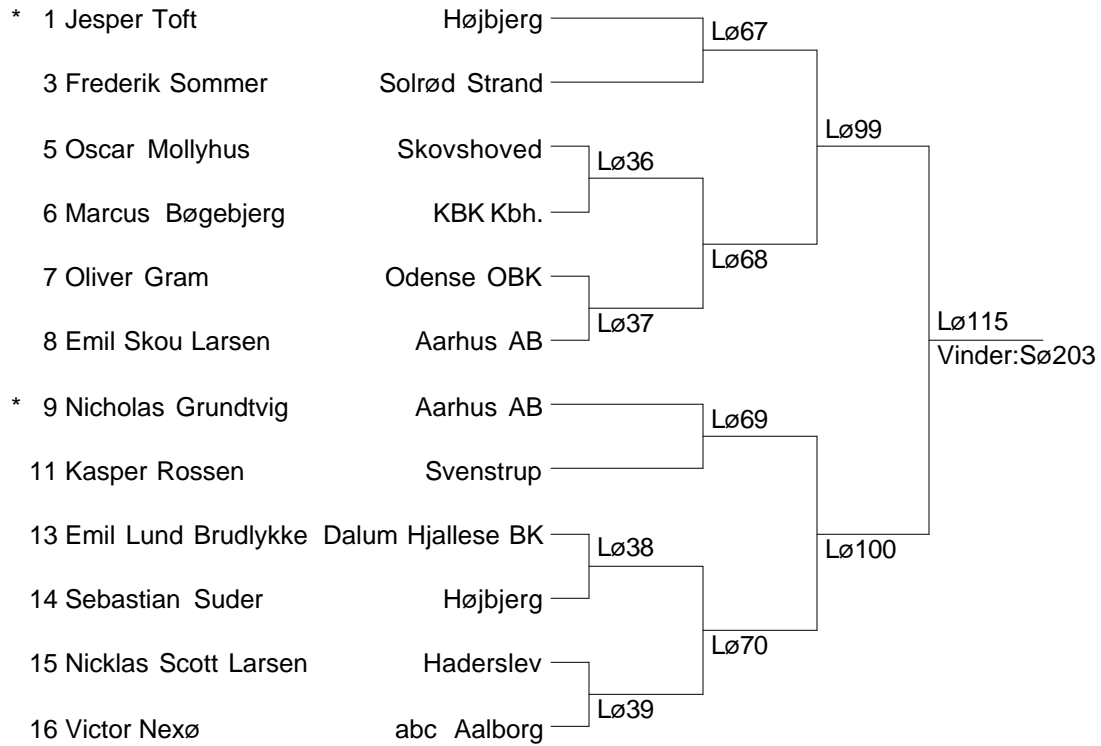 * 1 Jesper Toft Højbjerg
Lø67
3 Frederik Sommer Solrød Strand
Lø99
5 Oscar Mollyhus Skovshoved
Lø36
6 Marcus Bøgebjerg KBK Kbh.
Lø68
7 Oliver Gram Odense OBK
Lø37
8 Emil Skou Larsen Aarhus AB
Lø115
Vinder:Sø203
* 9 Nicholas Grundtvig Aarhus AB
Lø69
11 Kasper Rossen Svenstrup
13 Emil Lund Brudlykke Dalum Hjallese BK
Lø38
Lø100
14 Sebastian Suder Højbjerg
Lø70
15 Nicklas Scott Larsen Haderslev
Lø39
16 Victor Nexø abc Aalborg